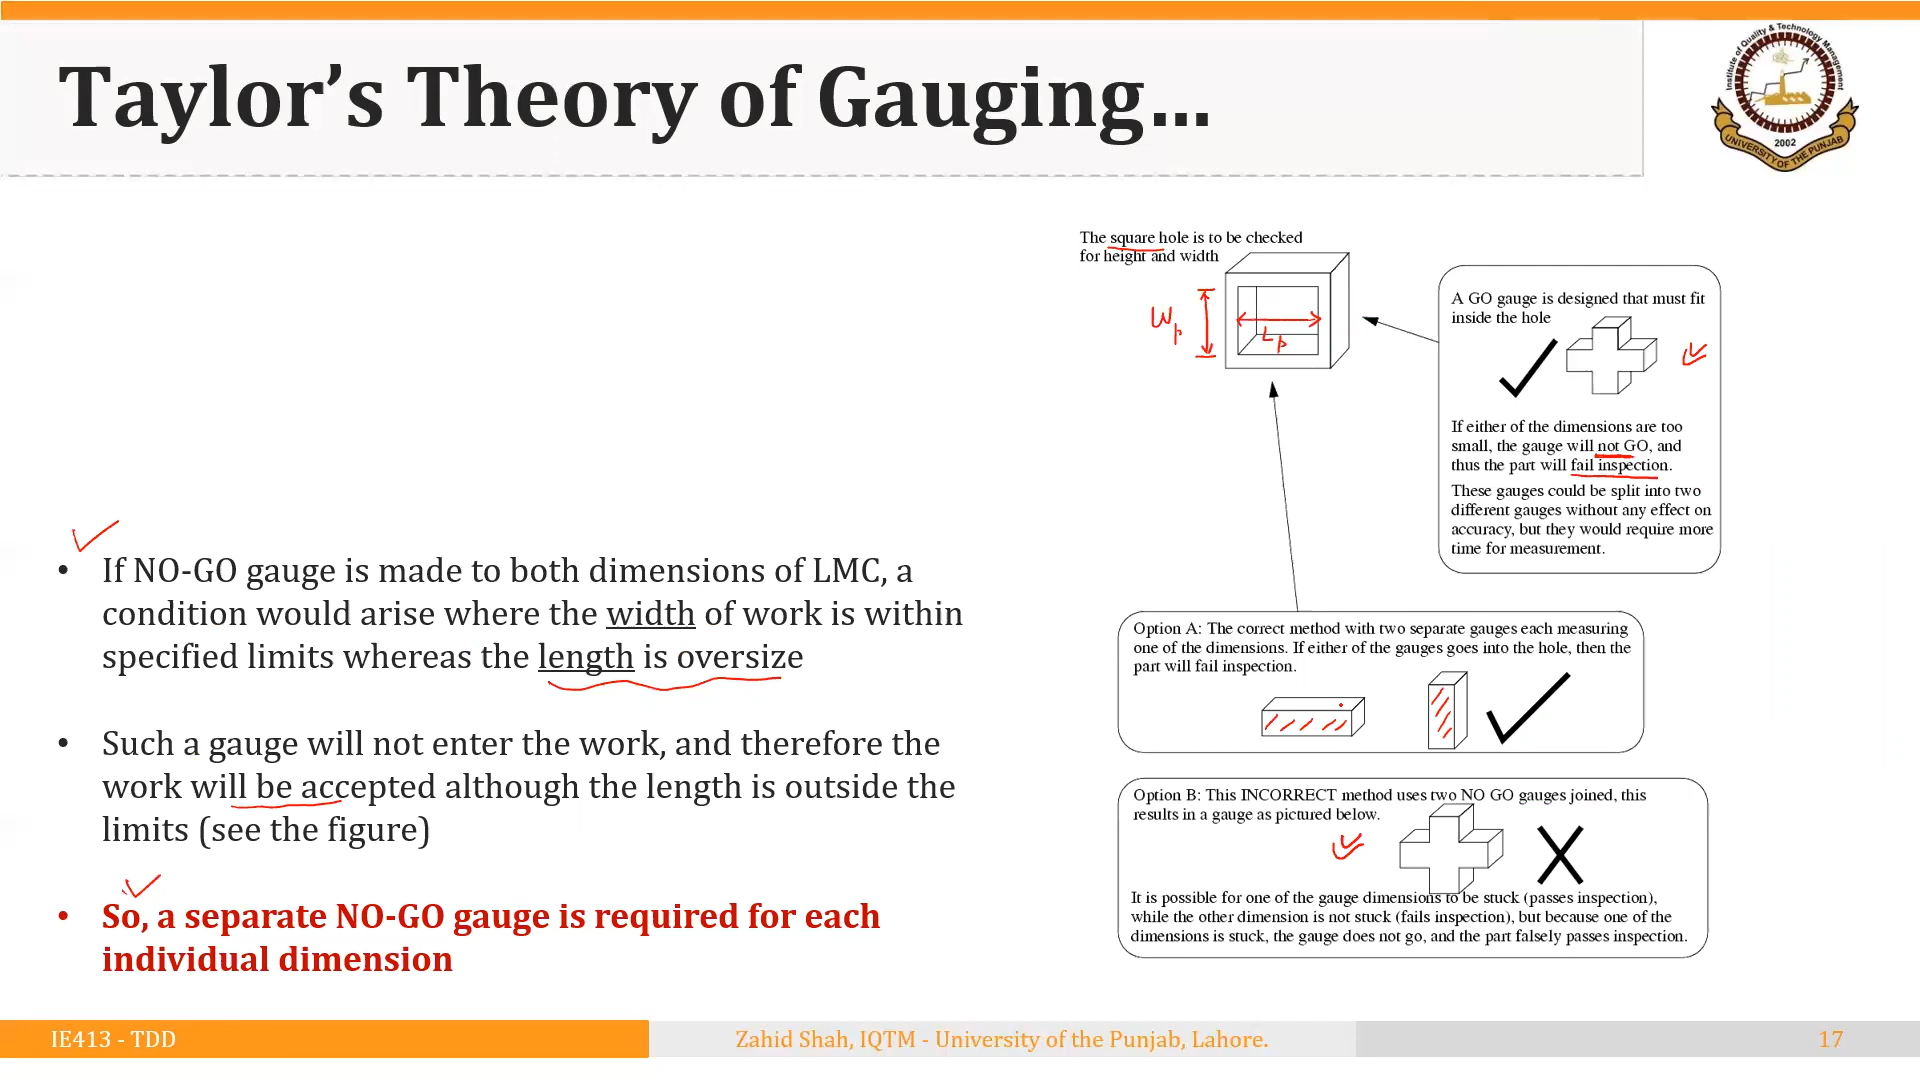 Taylor’s Theory of Gauging…
Institute of Quality & Technology Management
2002
UNIVERSITY OF THE PUNJAB
• If NO-GO gauge is made to both dimensions of LMC, a
condition would arise where the width of work is within
specified limits whereas the length is oversize
• Such a gauge will not enter the work, and therefore the
work will be accepted although the length is outside the
limits (see the figure)
• So, a separate NO-GO gauge is required for each
individual dimension
The square hole is to be checked
for height and width
Wp
Lp
A GO gauge is designed that must fit
inside the hole
If either of the dimensions are too
small, the gauge will not GO, and
thus the part will fail inspection.
These gauges could be split into two
different gauges without any effect on
accuracy, but they would require more
time for measurement.
Option A: The correct method with two separate gauges each measuring
one of the dimensions. If either of the gauges goes into the hole, then the
part will fail inspection.
Option B: This INCORRECT method uses two NO GO gauges joined, this
results in a gauge as pictured below.
It is possible for one of the gauge dimensions to be stuck (passes inspection),
while the other dimension is not stuck (fails inspection), but because one of the
dimensions is stuck, the gauge does not go, and the part falsely passes inspection.
IE413 - TDD
Zahid Shah, IQTM - University of the Punjab, Lahore.
17